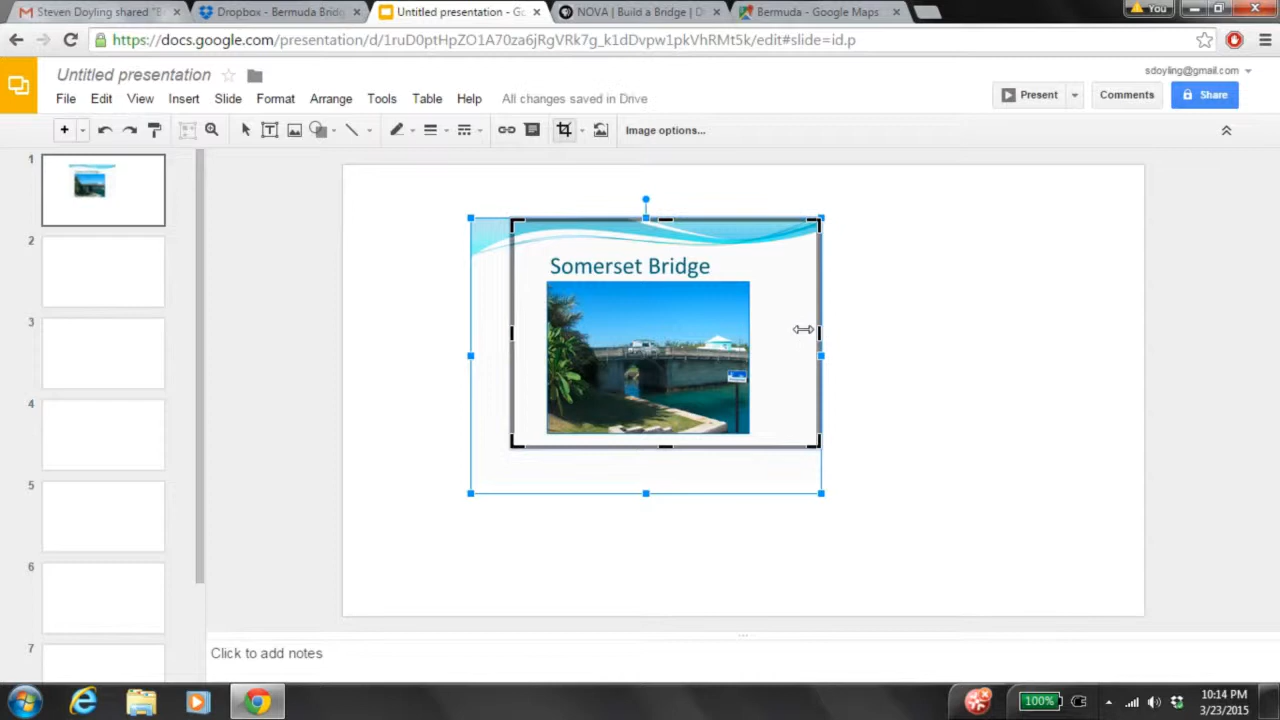 Steven Doyling shared "B
Dropbox - Bermuda Bridg
Untitled presentation - Go
NOVA | Build a Bridge | D
Bermuda - Google Maps
You
https://docs.google.com/presentation/d/1ruD0ptHpZO1A70za6jRgVRk7g_k1dDvpw1pkVhRMt5k/edit#slide=id.p
Untitled presentation
sdoyling@gmail.com
File Edit View Insert Slide Format Arrange Tools Table Help All changes saved in Drive
Present
Comments
Share
Image options...
1
2
3
4
5
6
7
Somerset Bridge
Click to add notes
100%
10:14 PM
3/23/2015